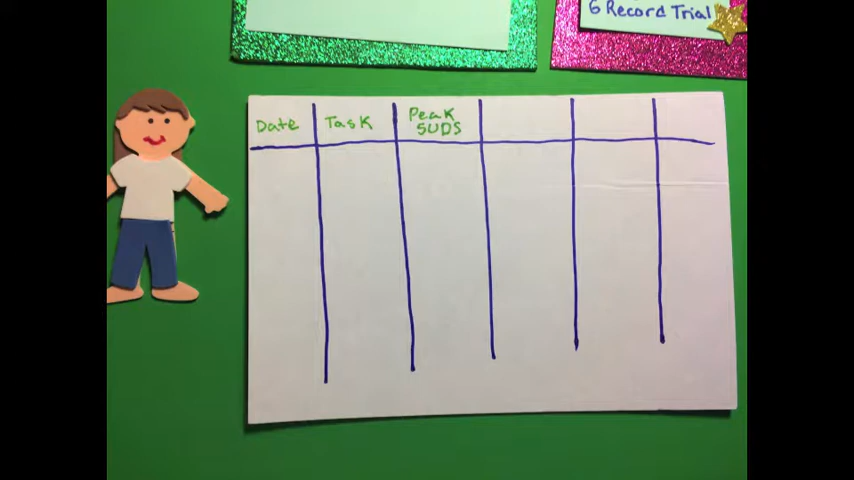 6 Record Trial
Date
Task
Peak
SUDS